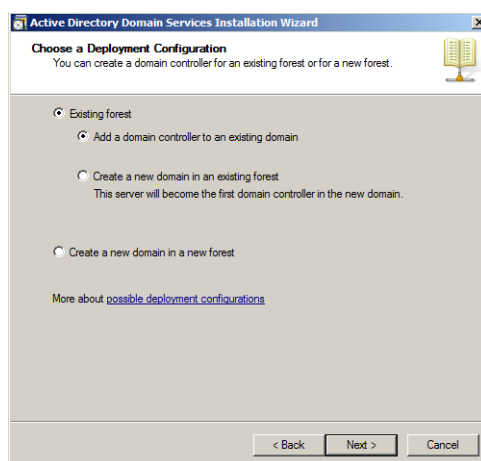 Active Directory Domain Services Installation Wizard
Choose a Deployment Configuration
You can create a domain controller for an existing forest or for a new forest.
Existing forest
Add a domain controller to an existing domain
Create a new domain in an existing forest
This server will become the first domain controller in the new domain.
Create a new domain in a new forest
More about possible deployment configurations
< Back Next > Cancel